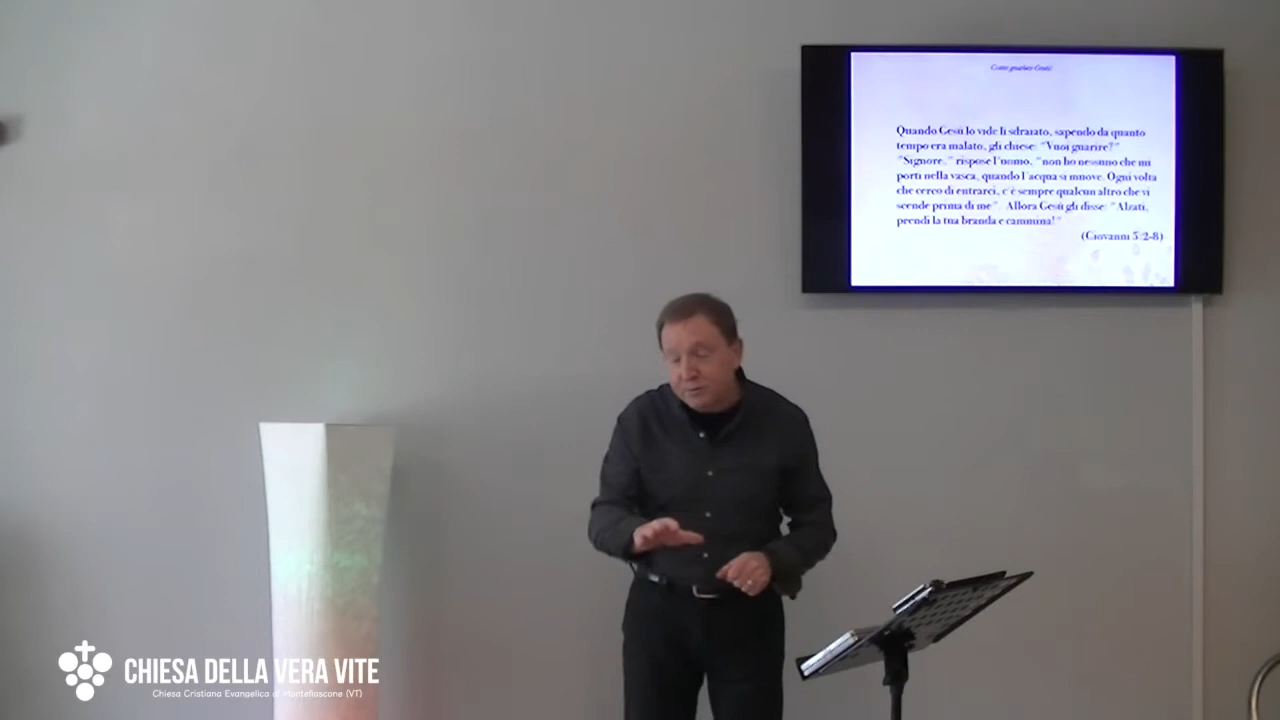 Come guarisce Gesù
Quando Gesù lo vide lì sdraiato, sapendo da quanto
tempo era malato, gli chiese: "Vuoi guarire?"
"Signore," rispose l'uomo, "non ho nessuno che mi
porti nella vasca, quando l'acqua si muove. Ogni volta
che cerco di entrarci, c'è sempre qualcun altro che vi
scende prima di me". Allora Gesù gli disse: "Alzati,
prendi la tua branda e cammina!"
(Giovanni 5:2-8)
CHIESA DELLA VERA VITE
Chiesa Cristiana Evangelica di Montefiascone (VT)